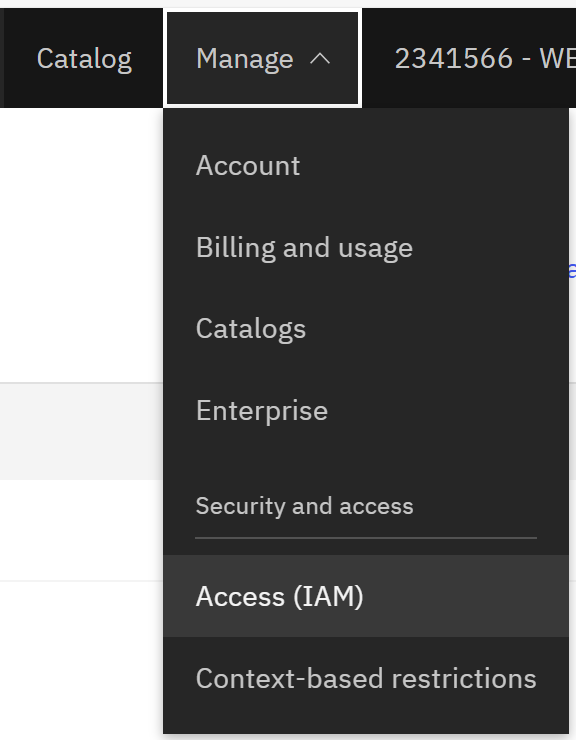 Catalog Manage 2341566 - WE
Account
Billing and usage
Catalogs
Enterprise
Security and access
Access (IAM)
Context-based restrictions